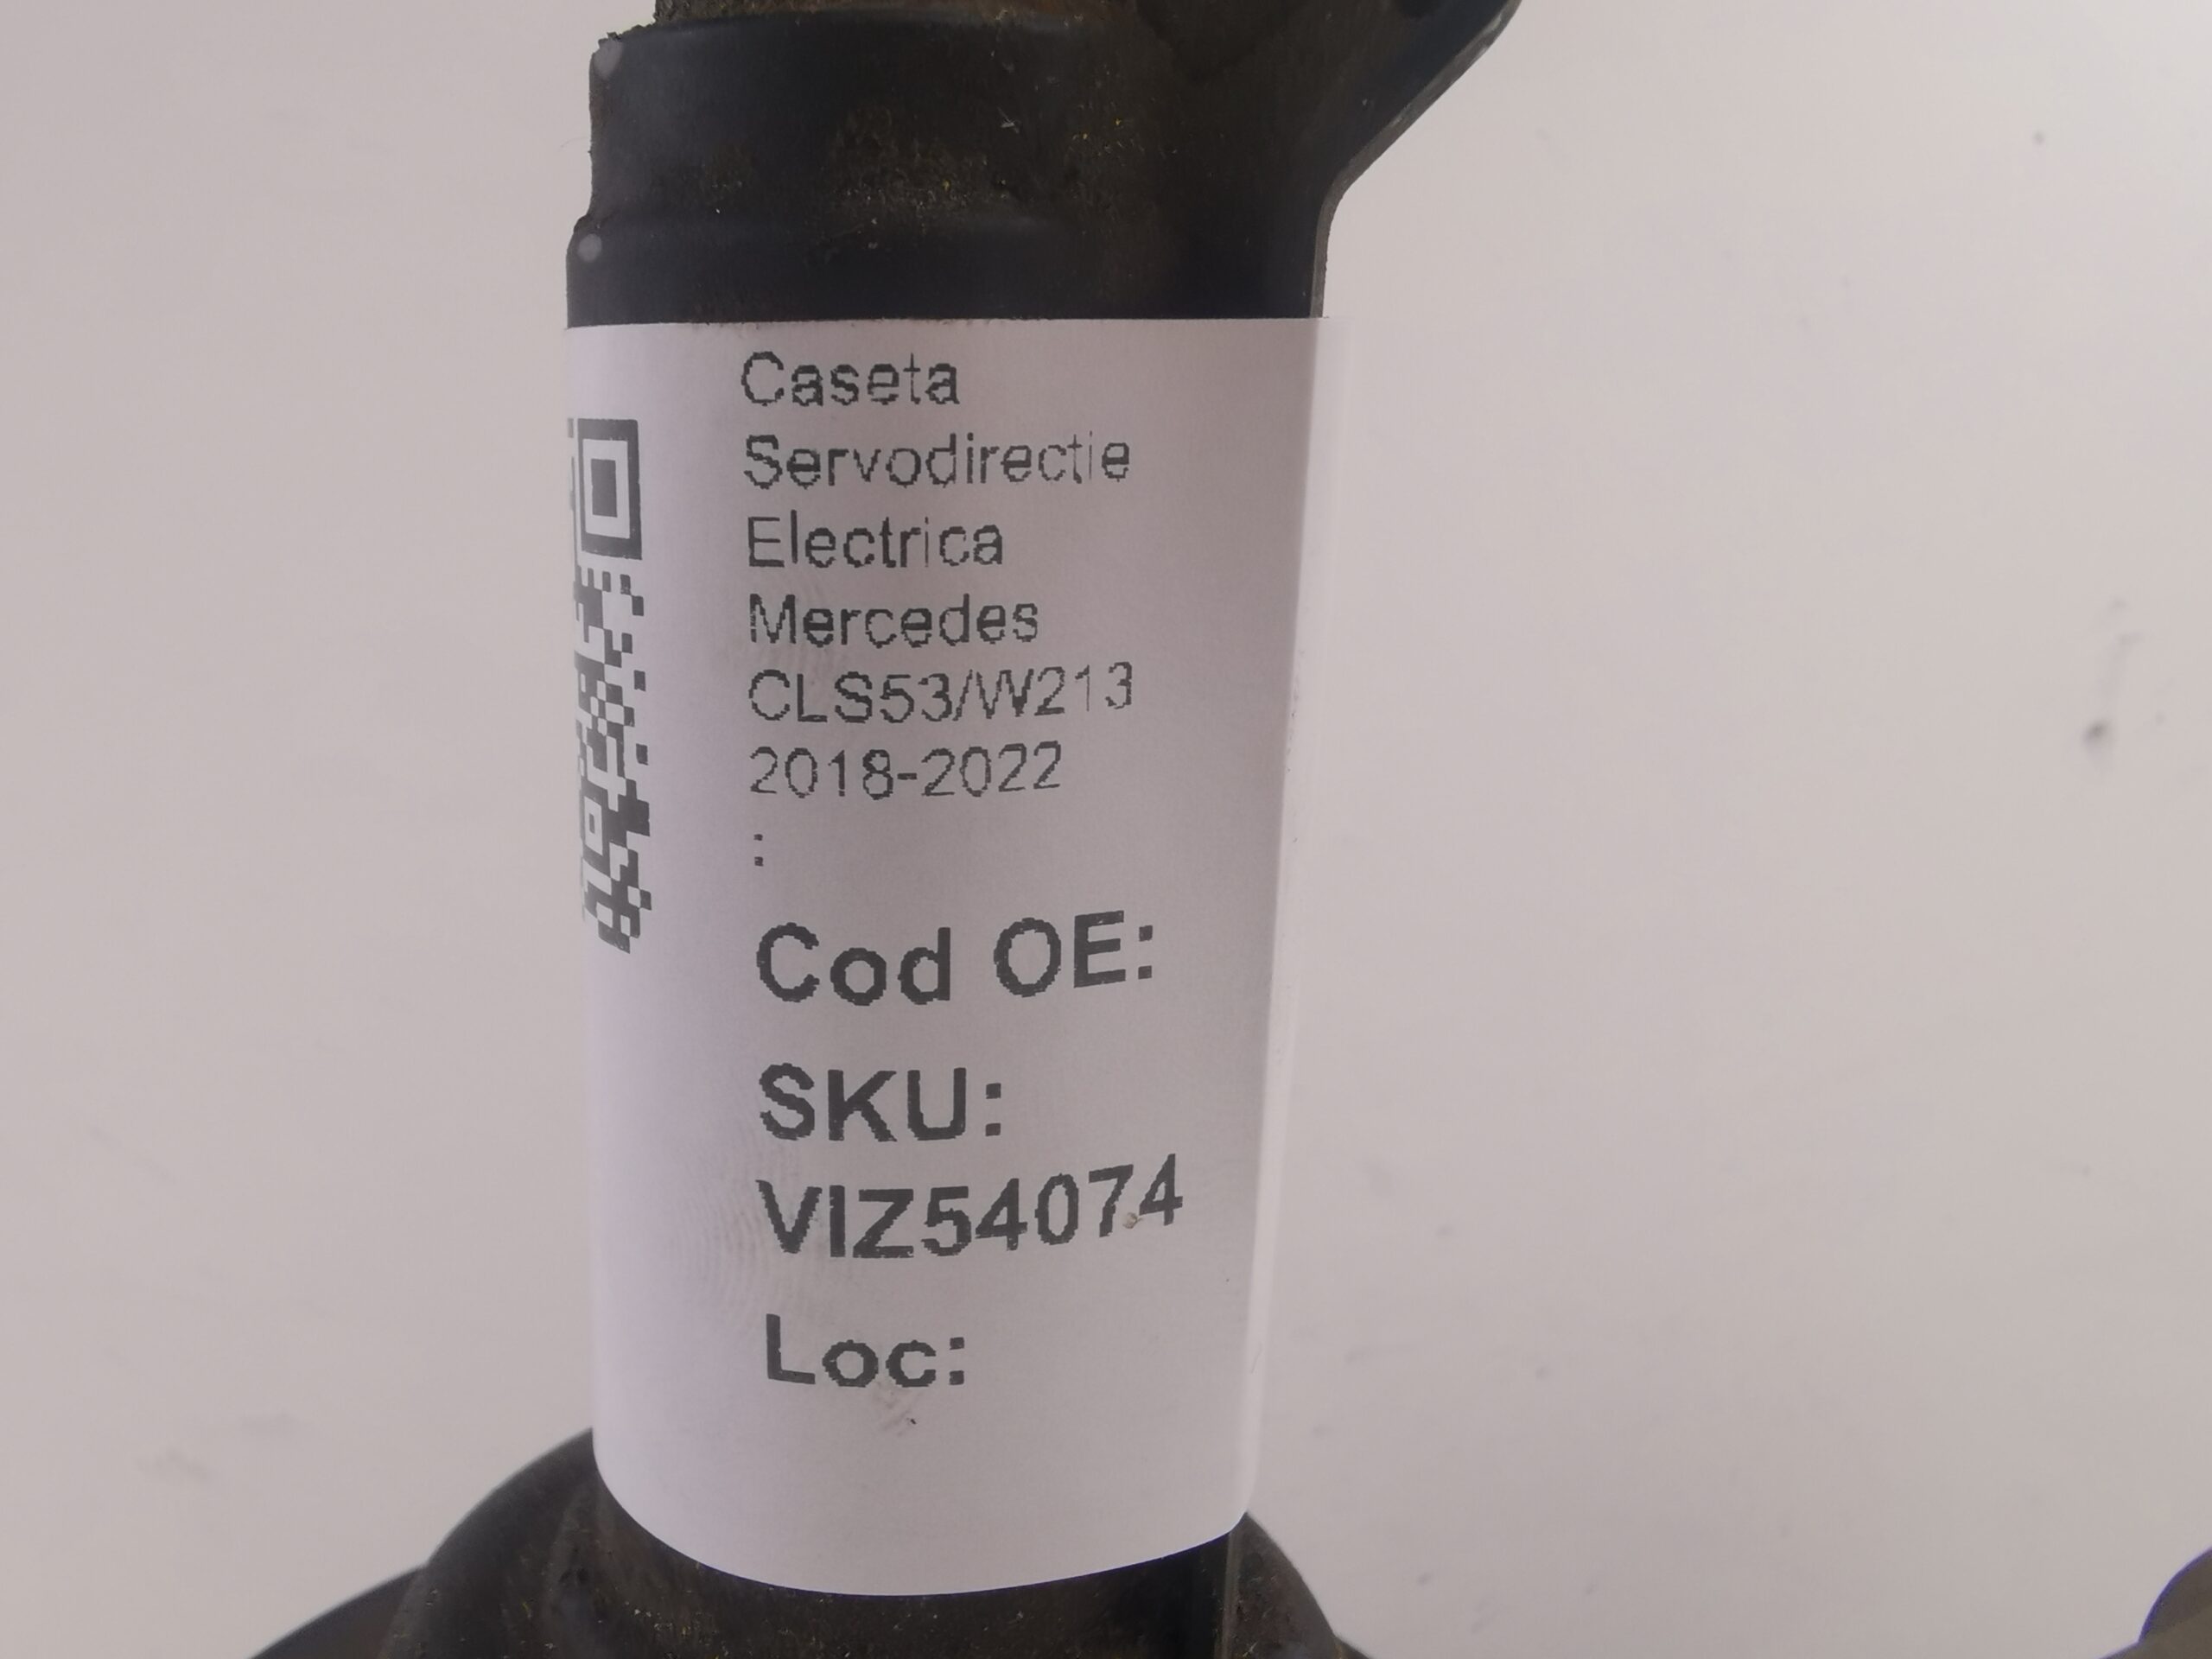 Caseta
Servodirectie
Electrica
Mercedes
CLS53/W213
2018-2022
:
Cod OE:
SKU:
VIZ54074
Loc: